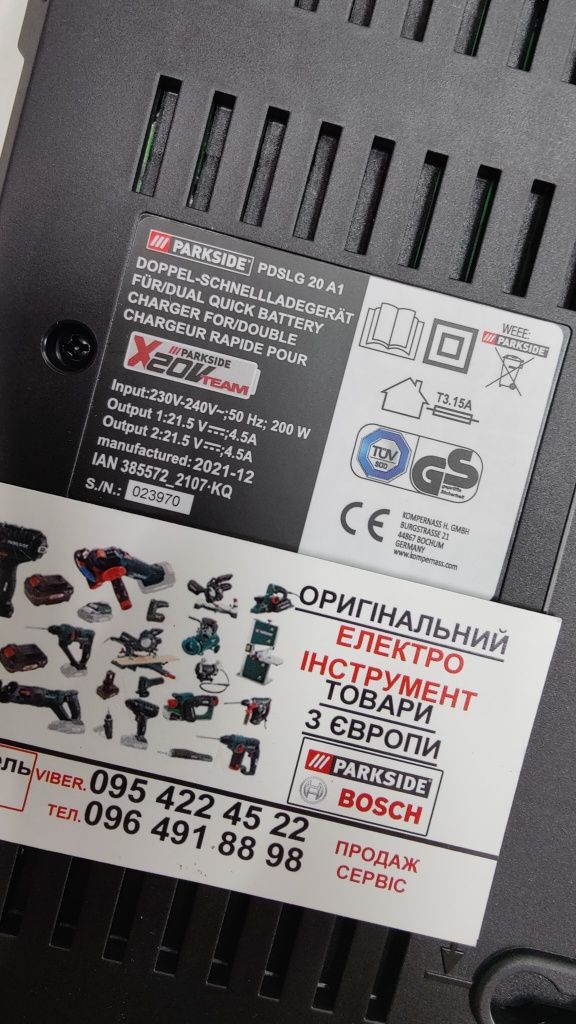 PARKSIDE PDSLG 20 A1
DOPPEL-SCHNELLLADEGERÄT
FÜR/DUAL QUICK BATTERY
CHARGER FOR/DOUBLE
CHARGEUR RAPIDE POUR
PARKSIDE
X20V TEAM
Input:230V-240V~;50 Hz; 200 W
Output 1:21.5 V⎓;4.5A
Output 2:21.5 V⎓;4.5A
manufactured: 2021-12
IAN 385572_2107-KQ
S./N.: 023970
WEEE:
PARKSIDE
T3.15A
TÜV
SÜD
GS
geprüfte
Sicherheit
CE
KOMPERNASS H. GMBH
BURGSTRASSE 21
44867 BOCHUM
GERMANY
www.kompernass.com
ОРИГІНАЛЬНИЙ
ЕЛЕКТРО
ІНСТРУМЕНТ
ТОВАРИ
З ЄВРОПИ
PARKSIDE
BOSCH
ЕЛЬ
VIBER. 095 422 45 22
ТЕЛ. 096 491 88 98
ПРОДАЖ
СЕРВІС